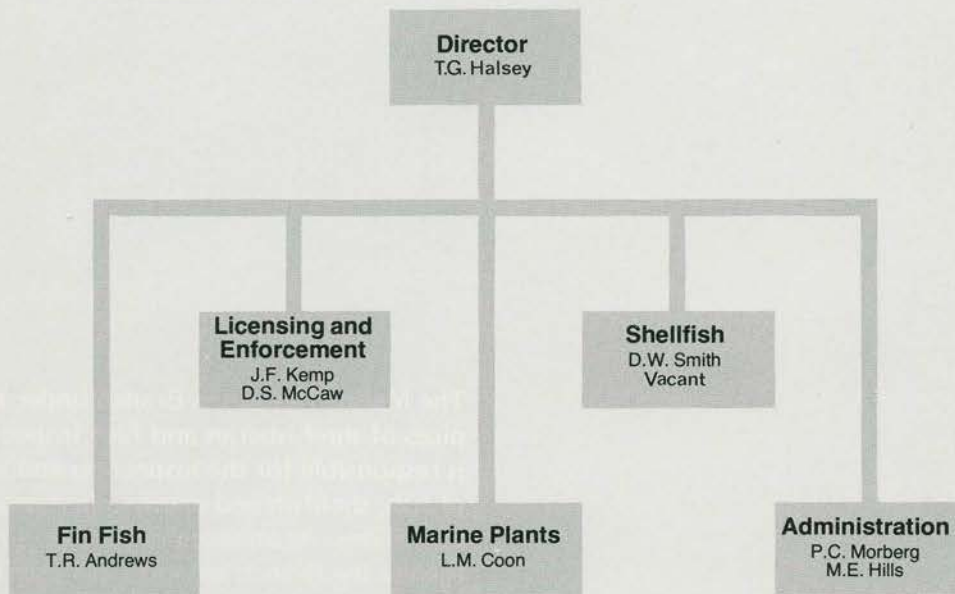 Director
T.G. Halsey
Licensing and
Enforcement
J.F. Kemp
D.S. McCaw
Shellfish
D.W. Smith
Vacant
Fin Fish
T.R. Andrews
Marine Plants
L.M. Coon
Administration
P.C. Morberg
M.E. Hills